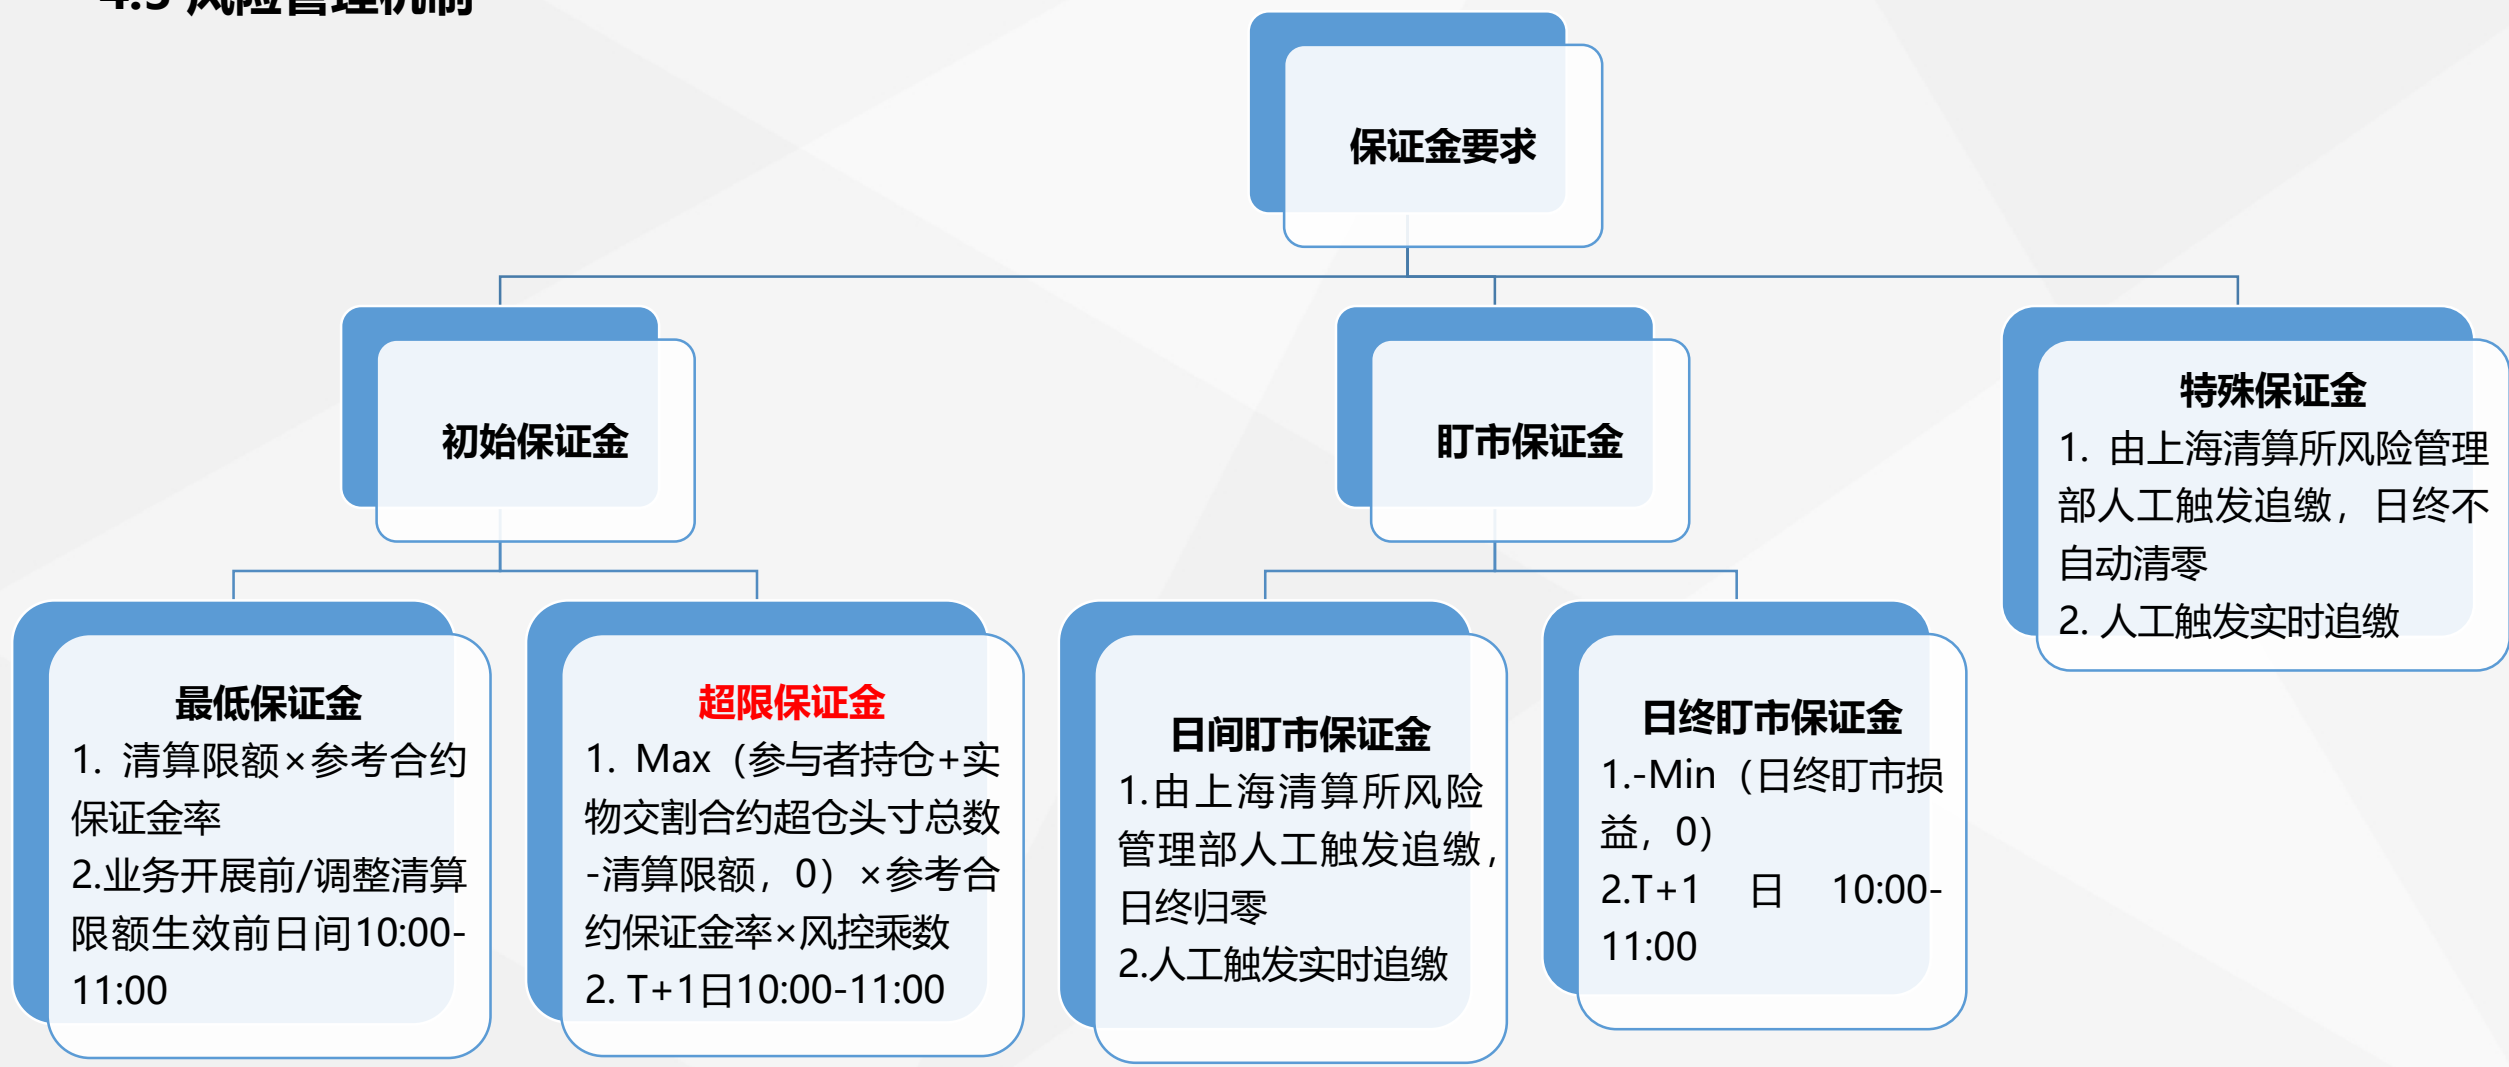 风险管理机制
保证金要求
初始保证金
盯市保证金
特殊保证金
1. 由上海清算所风险管理
部人工触发追缴，日终不
自动清零
2. 人工触发实时追缴
最低保证金
1. 清算限额×参考合约
保证金率
2.业务开展前/调整清算
限额生效前日间10:00-
11:00
超限保证金
1. Max（参与者持仓+实
物交割合约超仓头寸总数
-清算限额，0）×参考合
约保证金率×风控乘数
2. T+1日10:00-11:00
日间盯市保证金
1.由上海清算所风险
管理部人工触发追缴，
日终归零
2.人工触发实时追缴
日终盯市保证金
1.-Min（日终盯市损
益，0）
2.T+1 日 10:00-
11:00